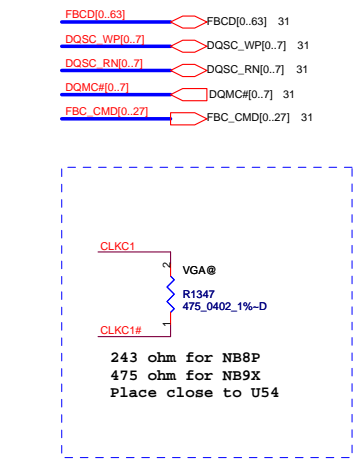 FBCD[0..63] FBCD[0..63] 31
DQSC_WP[0..7] DQSC_WP[0..7] 31
DQSC_RN[0..7] DQSC_RN[0..7] 31
DQMC#[0..7] DQMC#[0..7] 31
FBC_CMD[0..27] FBC_CMD[0..27] 31
CLKC1
2
VGA@
R1347
475_0402_1%~D
1
CLKC1#
243 ohm for NB8P
475 ohm for NB9X
Place close to U54